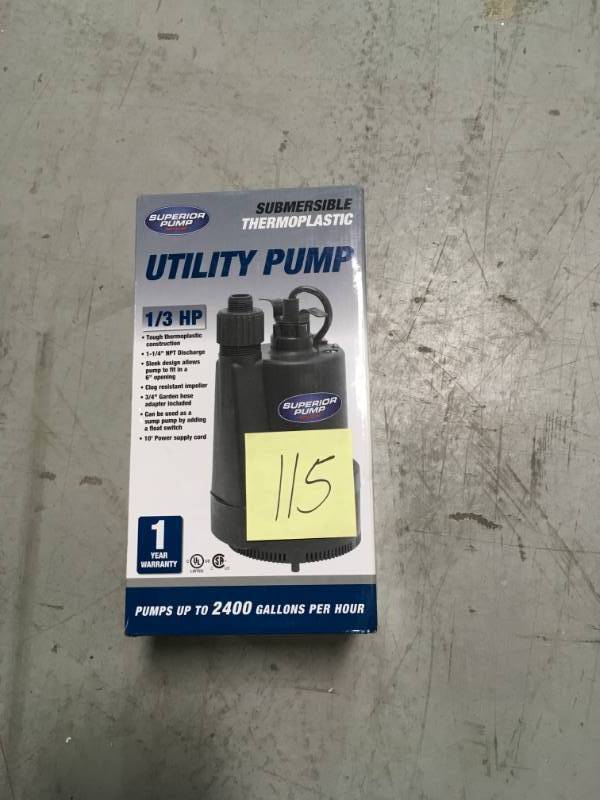 SUPERIOR
PUMP
SUBMERSIBLE
THERMOPLASTIC
UTILITY PUMP
1/3 HP
• Tough thermoplastic
construction
• 1-1/4" NPT Discharge
• Sleek design allows
pump to fit in a
6" opening
• Clog resistant impeller
• 3/4" Garden hose
adapter included
• Can be used as a
sump pump by adding
a float switch
• 10' Power supply cord
SUPERIOR
PUMP
115
1
YEAR
WARRANTY
UL
LISTED
PUMPS UP TO 2400 GALLONS PER HOUR